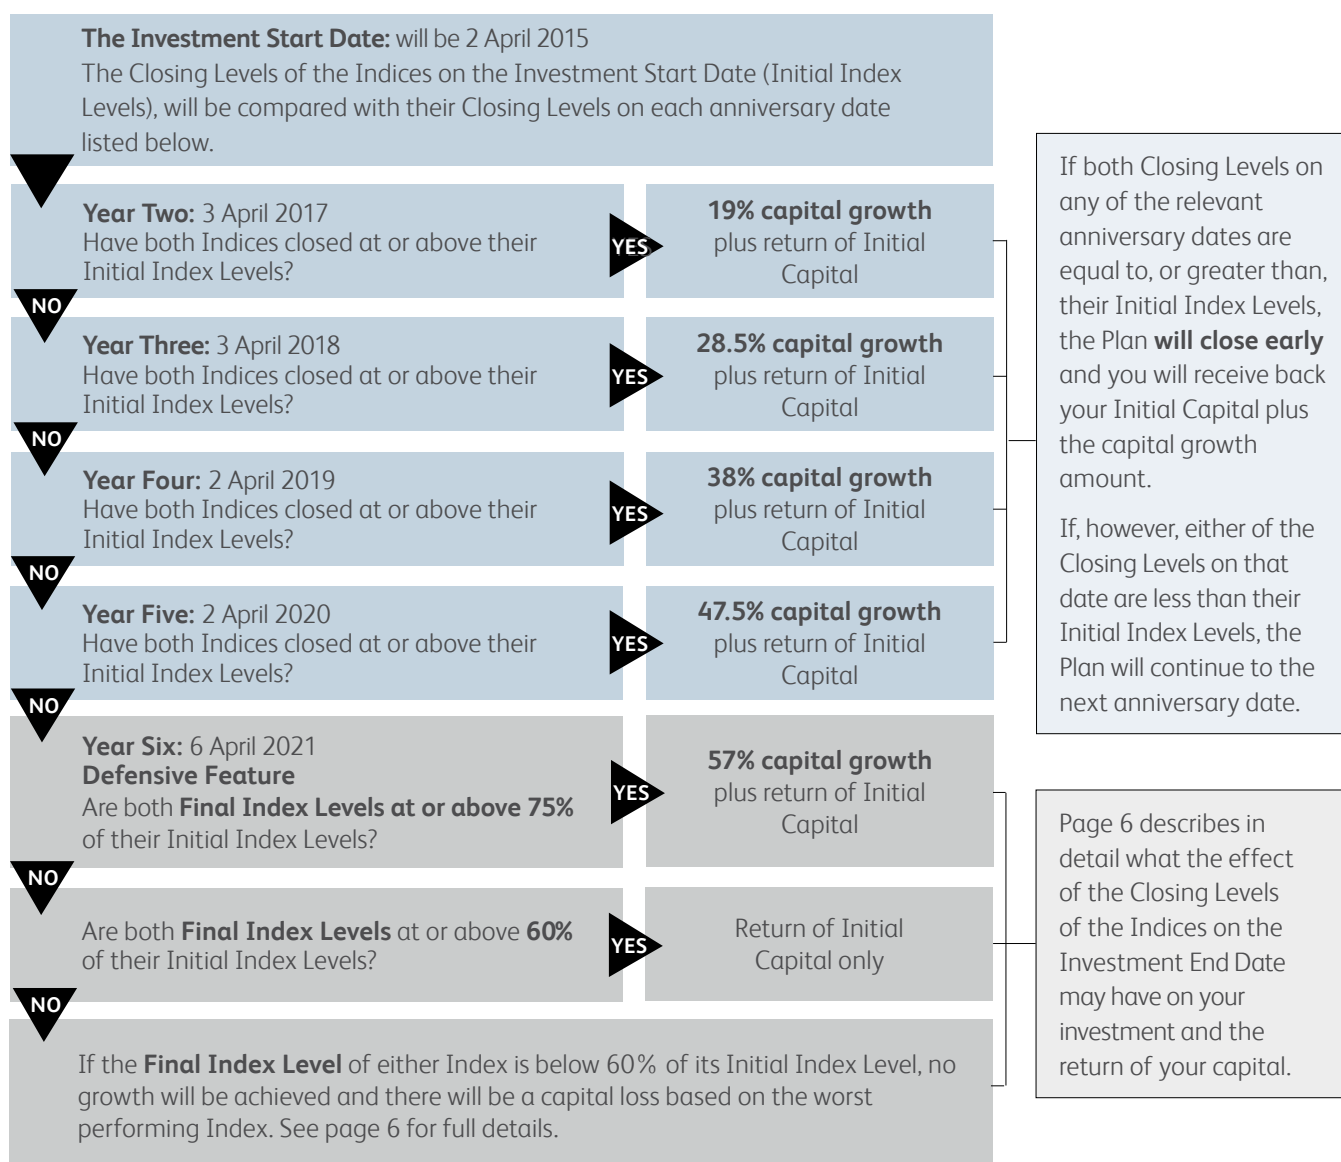 The Investment Start Date: will be 2 April 2015
The Closing Levels of the Indices on the Investment Start Date (Initial Index
Levels), will be compared with their Closing Levels on each anniversary date
listed below.
Year Two: 3 April 2017
Have both Indices closed at or above their
Initial Index Levels?
YES
19% capital growth
plus return of Initial
Capital
NO
Year Three: 3 April 2018
Have both Indices closed at or above their
Initial Index Levels?
YES
28.5% capital growth
plus return of Initial
Capital
NO
Year Four: 2 April 2019
Have both Indices closed at or above their
Initial Index Levels?
YES
38% capital growth
plus return of Initial
Capital
NO
Year Five: 2 April 2020
Have both Indices closed at or above their
Initial Index Levels?
YES
47.5% capital growth
plus return of Initial
Capital
NO
If both Closing Levels on
any of the relevant
anniversary dates are
equal to, or greater than,
their Initial Index Levels,
the Plan will close early
and you will receive back
your Initial Capital plus
the capital growth
amount.
If, however, either of the
Closing Levels on that
date are less than their
Initial Index Levels, the
Plan will continue to the
next anniversary date.
Year Six: 6 April 2021
Defensive Feature
Are both Final Index Levels at or above 75%
of their Initial Index Levels?
YES
57% capital growth
plus return of Initial
Capital
NO
Are both Final Index Levels at or above 60%
of their Initial Index Levels?
YES
Return of Initial
Capital only
NO
If the Final Index Level of either Index is below 60% of its Initial Index Level, no
growth will be achieved and there will be a capital loss based on the worst
performing Index. See page 6 for full details.
Page 6 describes in
detail what the effect
of the Closing Levels
of the Indices on the
Investment End Date
may have on your
investment and the
return of your capital.